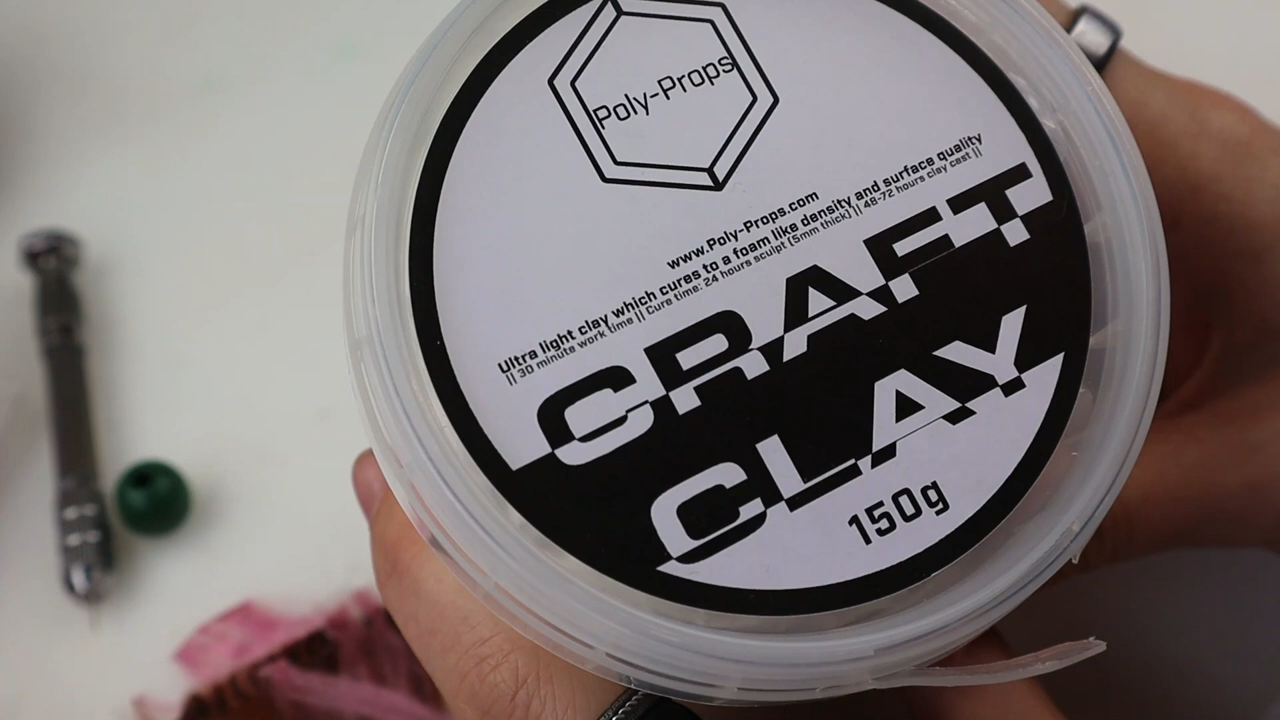 Poly-Props
www.Poly-Props.com
Ultra light clay which cures to a foam like density and surface quality
|| 30 minute work time || Cure time: 24 hours sculpt (5mm thick) || 48-72 hours clay cast ||
CRAFT
CLAY
150g